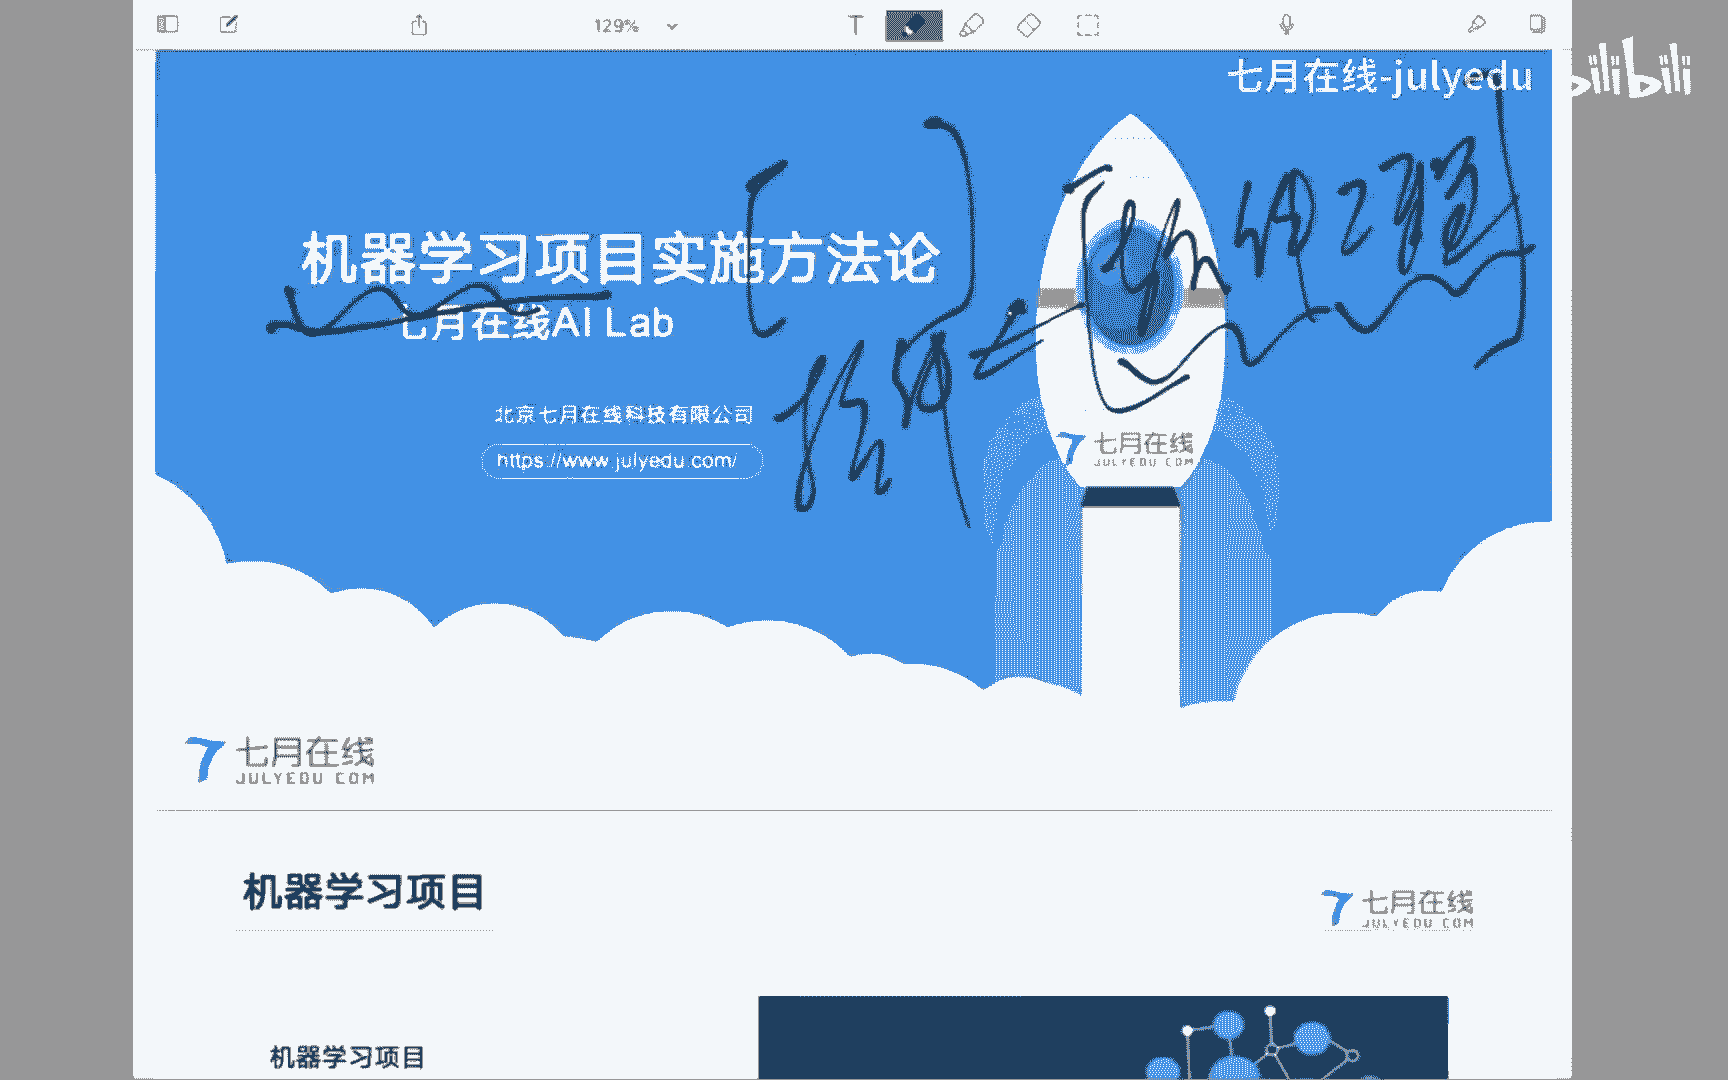 129%
T
七月在线-julyedu
bilibili
机器学习项目实施方法论
七月在线AI Lab
北京七月在线科技有限公司
https://www.julyedu.com/
七月在线
JULYEDU.COM
七月在线
JULYEDU.COM
机器学习项目
七月在线
JULYEDU.COM
机器学习项目